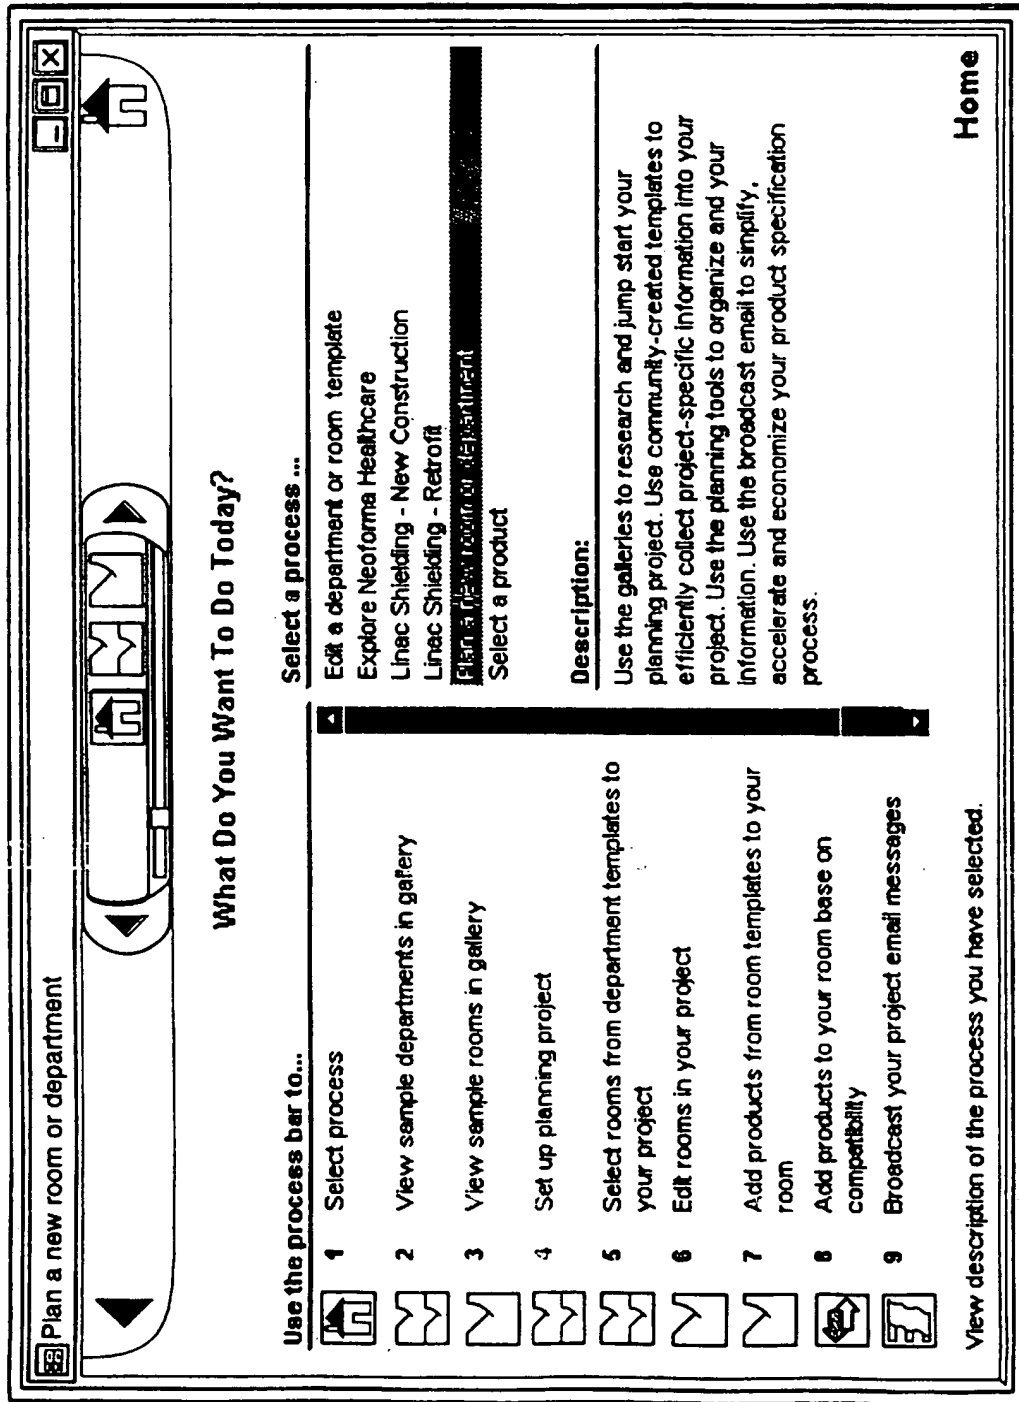 Plan a new room or department
What Do You Want To Do Today?
Use the process bar to...
1 Select process
2 View sample departments in gallery
3 View sample rooms in gallery
4 Set up planning project
5 Select rooms from department templates to
your project
6 Edit rooms in your project
7 Add products from room templates to your
room
8 Add products to your room base on
compatibility
9 Broadcast your project email messages
Select a process ...
Edit a department or room template
Explore Neoforma Healthcare
Linac Shielding - New Construction
Linac Shielding - Retrofit
Plan a new room or department
Select a product
Description:
Use the galleries to research and jump start your
planning project. Use community-created templates to
efficiently collect project-specific information into your
project. Use the planning tools to organize and your
information. Use the broadcast email to simplify,
accelerate and economize your product specification
process.
View description of the process you have selected.
Home